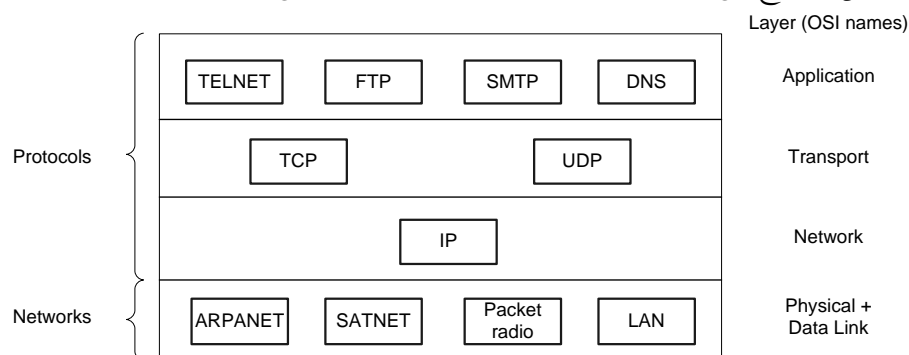 Layer (OSI names)
TELNET FTP SMTP DNS Application
Protocols TCP UDP Transport
IP Network
Networks ARPANET SATNET Packet radio LAN Physical + Data Link